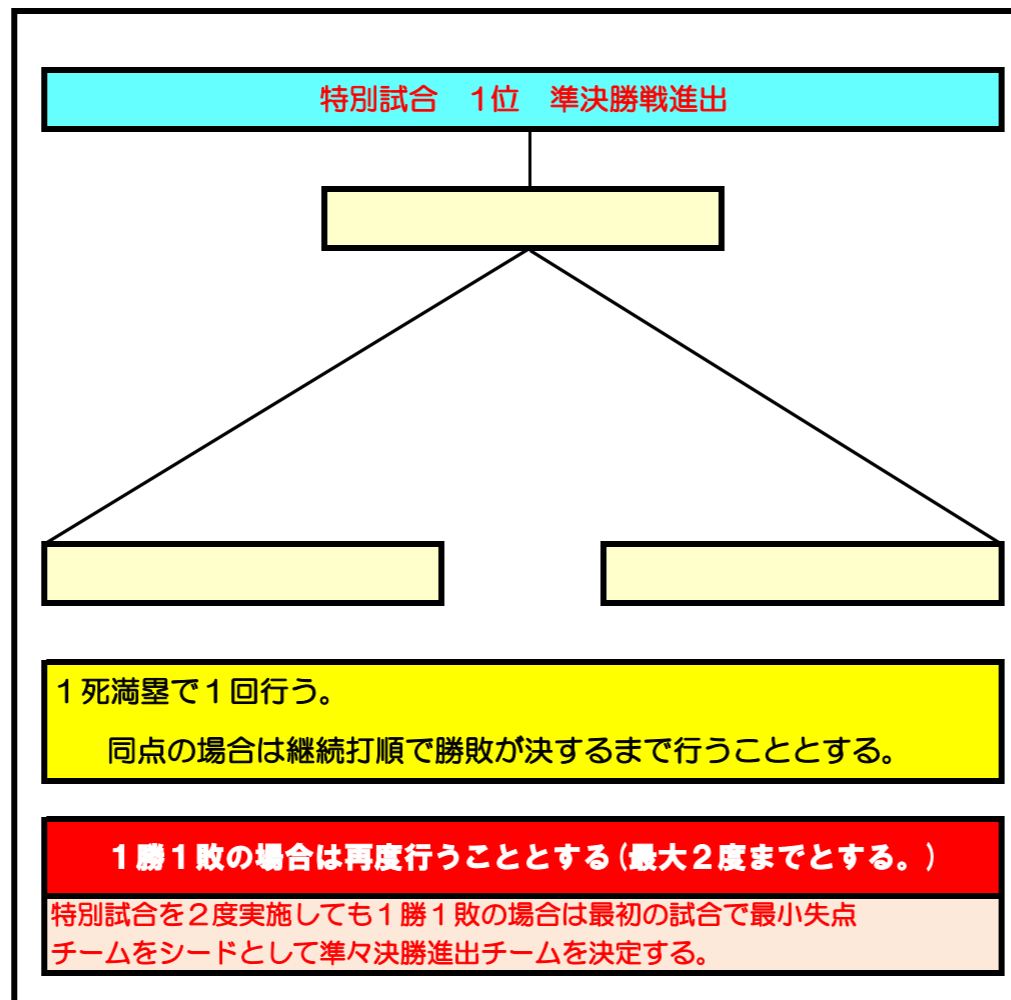 特別試合　1位　準決勝戦進出
１死満塁で１回行う。
同点の場合は継続打順で勝敗が決するまで行うこととする。
１勝１敗の場合は再度行うこととする(最大２度までとする。)
特別試合を２度実施しても１勝１敗の場合は最初の試合で最小失点
チームをシードとして準々決勝進出チームを決定する。